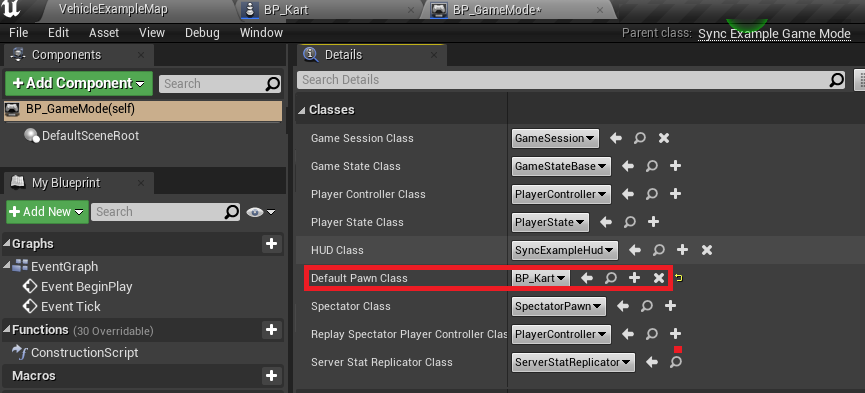 VehicleExampleMap
BP_Kart
BP_GameMode*
File Edit Asset View Debug Window
Parent class: Sync Example Game Mode
Components
Details
+ Add Component
Search
Search Details
BP_GameMode(self)
DefaultSceneRoot
Classes
Game Session Class GameSession
Game State Class GameStateBase
Player Controller Class PlayerController
Player State Class PlayerState
HUD Class SyncExampleHud
Default Pawn Class BP_Kart
Spectator Class SpectatorPawn
Replay Spectator Player Controller Clas PlayerController
Server Stat Replicator Class ServerStatReplicator
My Blueprint
+ Add New
Search
Graphs
EventGraph
Event BeginPlay
Event Tick
Functions (30 Overridable)
ConstructionScript
Macros